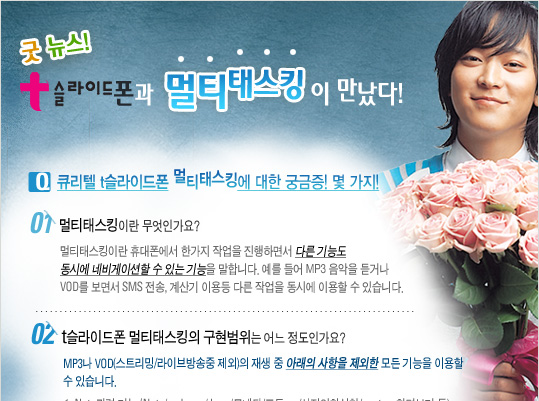 굿 뉴스!
t슬라이드폰과 멀티태스킹이 만났다!
Q 큐리텔 t슬라이드폰 멀티태스킹에 대한 궁금증! 몇 가지!
01 멀티태스킹이란 무엇인가요?
멀티태스킹이란 휴대폰에서 한가지 작업을 진행하면서 다른 기능도
동시에 네비게이션할 수 있는 기능을 말합니다. 예를 들어 MP3 음악을 듣거나
VOD를 보면서 SMS 전송, 계산기 이용등 다른 작업을 동시에 이용할 수 있습니다.
02 t슬라이드폰 멀티태스킹의 구현범위는 어느 정도인가요?
MP3나 VOD(스트리밍/라이브방송중 제외)의 재생 중 아래의 사항을 제외한 모든 기능을 이용할
수 있습니다.